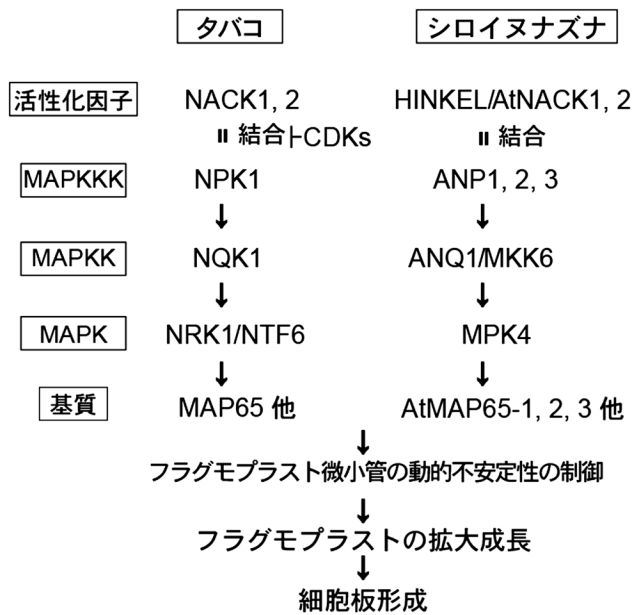 タバコ シロイヌナズナ
活性化因子 NACK1, 2 HINKEL/AtNACK1, 2
結合 CDKs 結合
MAPKKK NPK1 ANP1, 2, 3
↓ ↓
MAPKK NQK1 ANQ1/MKK6
↓ ↓
MAPK NRK1/NTF6 MPK4
↓ ↓
基質 MAP65 他 AtMAP65-1, 2, 3 他
↓
フラグモプラスト微小管の動的不安定性の制御
↓
フラグモプラストの拡大成長
↓
細胞板形成